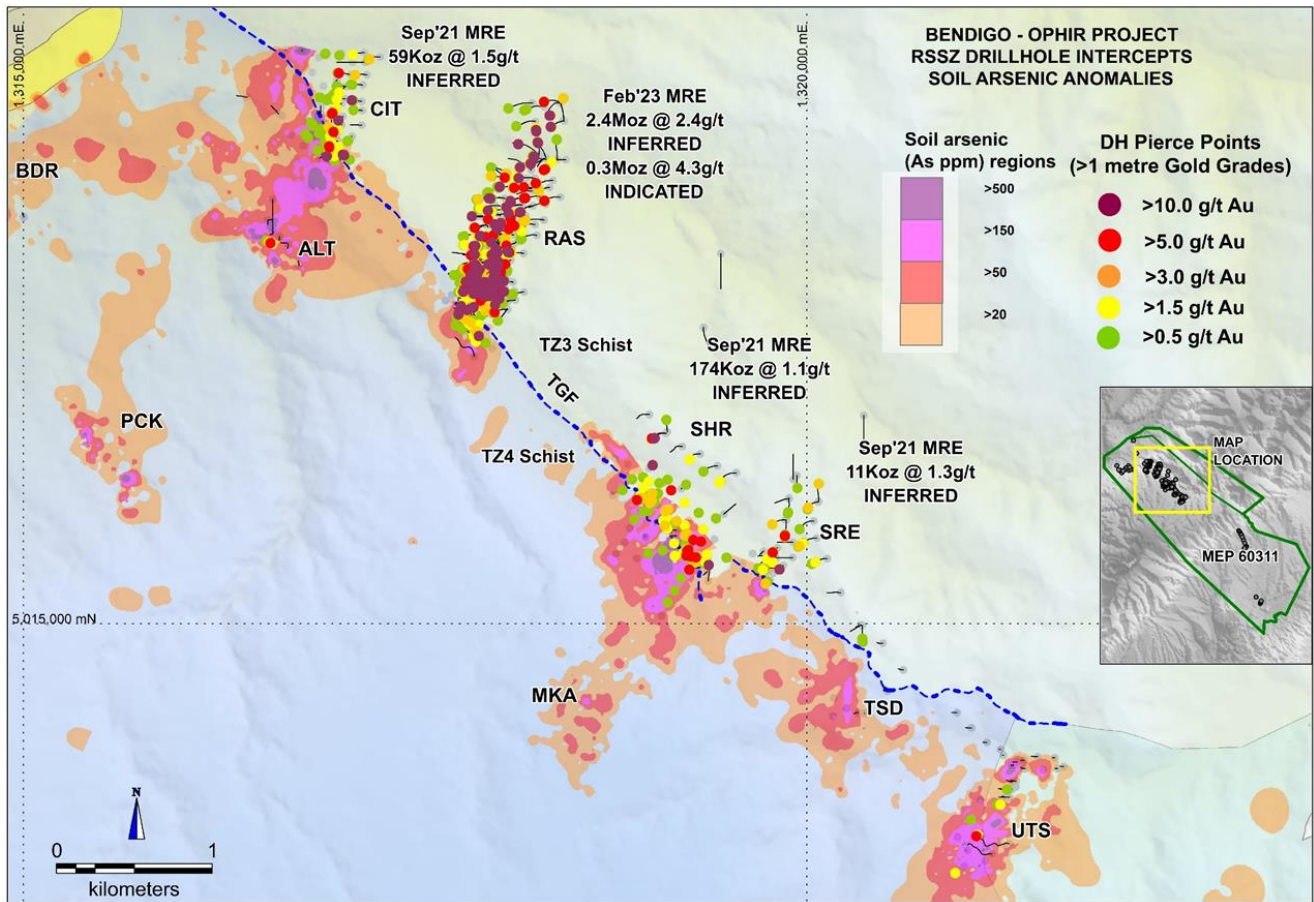 BENDIGO - OPHIR PROJECT
RSSZ DRILLHOLE INTERCEPTS
SOIL ARSENIC ANOMALIES
1,315,000 mE.
1,320,000 mE.
Sep'21 MRE
59Koz @ 1.5g/t
INFERRED
CIT
Feb'23 MRE
2.4Moz @ 2.4g/t
INFERRED
0.3Moz @ 4.3g/t
INDICATED
Soil arsenic
(As ppm) regions
>500
>150
>50
>20
DH Pierce Points
(>1 metre Gold Grades)
>10.0 g/t Au
>5.0 g/t Au
>3.0 g/t Au
>1.5 g/t Au
>0.5 g/t Au
BDR
ALT
RAS
TZ3 Schist
TGF
Sep'21 MRE
174Koz @ 1.1g/t
INFERRED
PCK
SHR
TZ4 Schist
Sep'21 MRE
11Koz @ 1.3g/t
INFERRED
SRE
MAP
LOCATION
MEP 60311
5,015,000 mN
MKA
TSD
UTS
N
0
1
kilometers